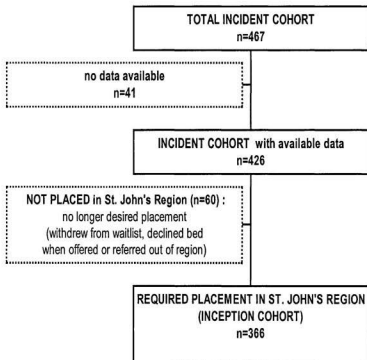 TOTAL INCIDENT COHORT
n=467
no data available
n=41
INCIDENT COHORT with available data
n=426
NOT PLACED in St. John's Region (n=60) :
no longer desired placement
(withdrew from waitlist, declined bed
when offered or referred out of region)
REQUIRED PLACEMENT IN ST. JOHN'S REGION
(INCEPTION COHORT)
n=366